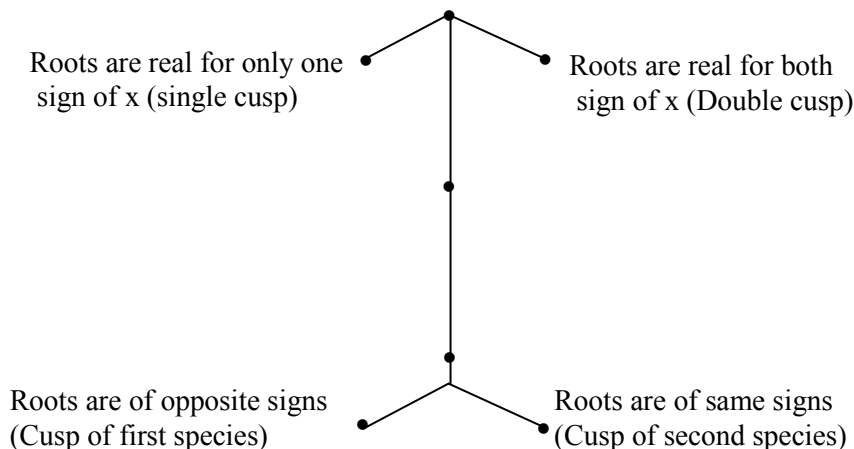 Roots are real for only one
sign of x (single cusp)
Roots are real for both
sign of x (Double cusp)
Roots are of opposite signs
(Cusp of first species)
Roots are of same signs
(Cusp of second species)